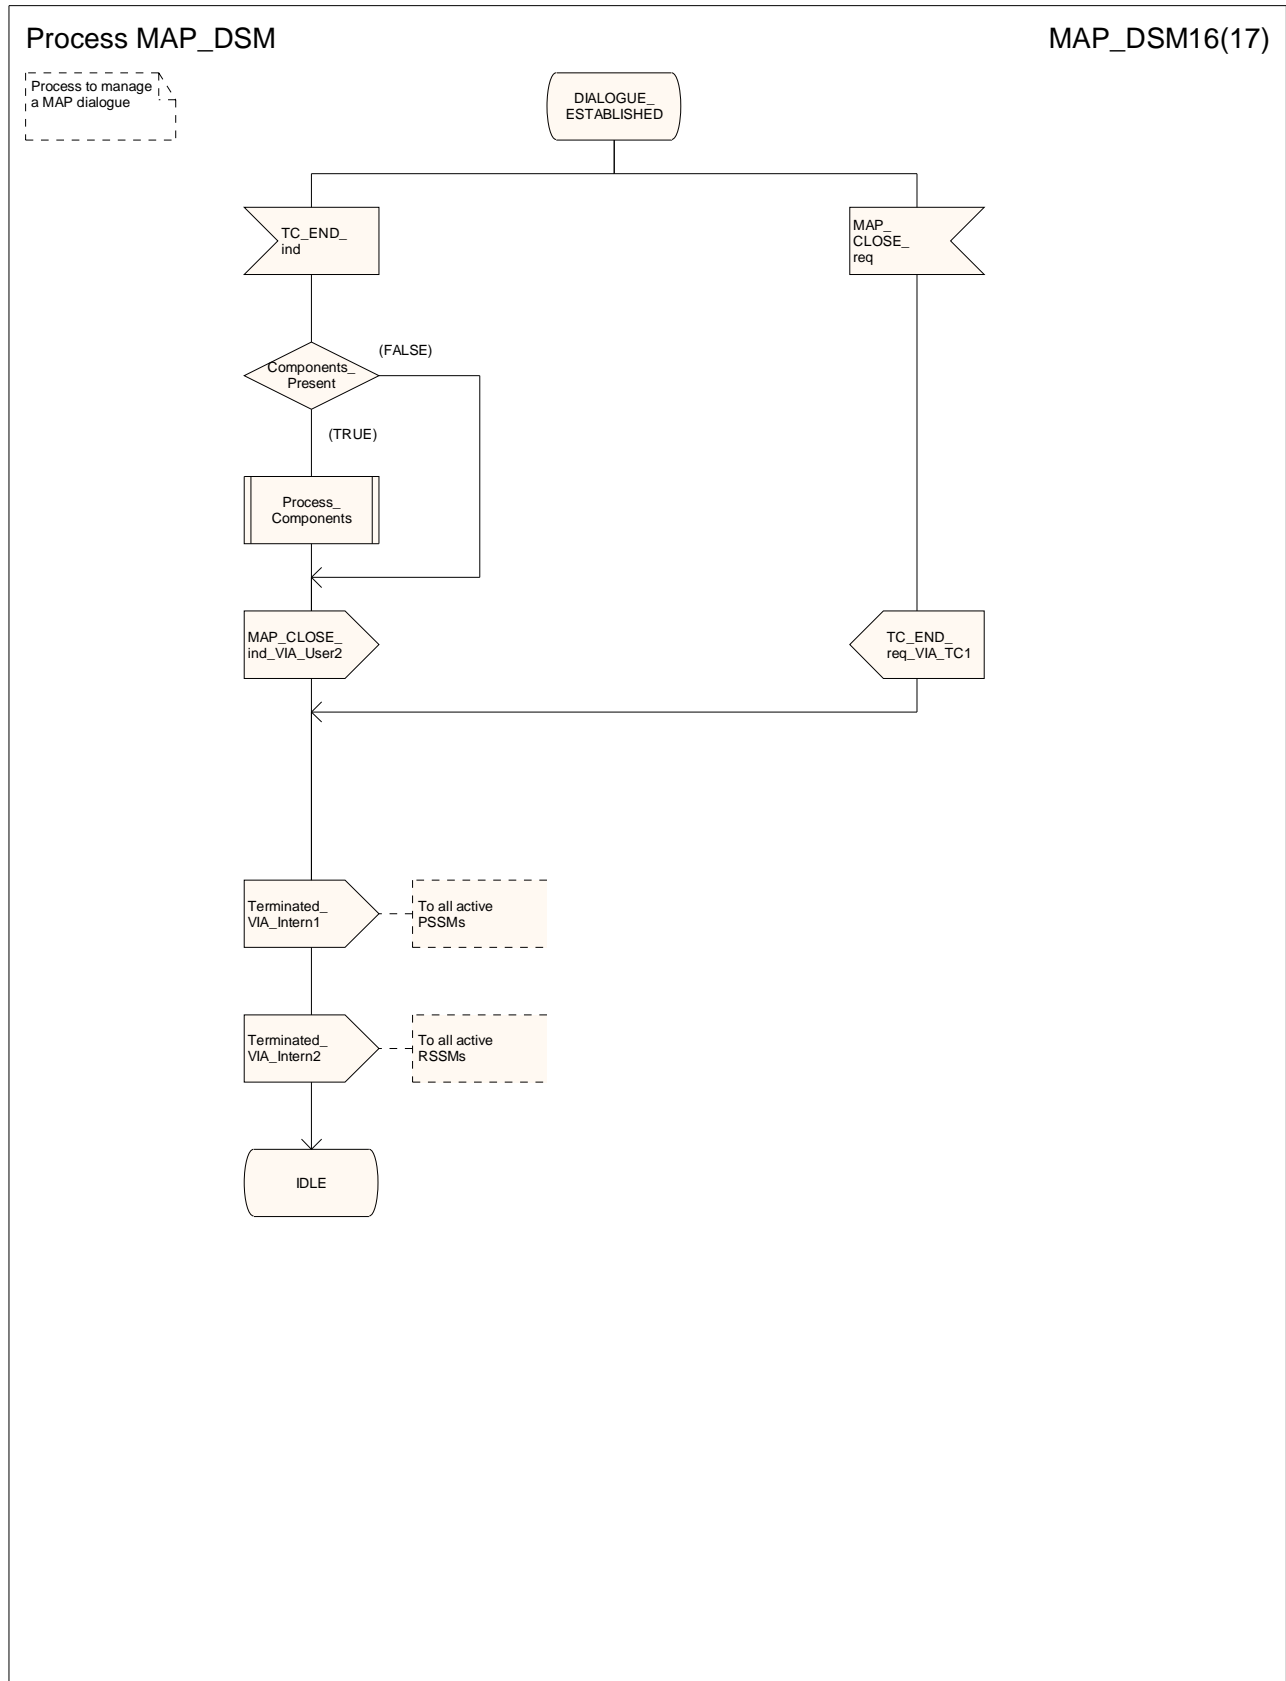 Process MAP_DSM
MAP_DSM16(17)
Process to manage
a MAP dialogue
DIALOGUE_
ESTABLISHED
TC_END_
ind
MAP_
CLOSE_
req
Components_
Present
(FALSE)
(TRUE)
Process_
Components
MAP_CLOSE_
ind_VIA_User2
TC_END_
req_VIA_TC1
Terminated_
VIA_Intern1
To all active
PSSMs
Terminated_
VIA_Intern2
To all active
RSSMs
IDLE